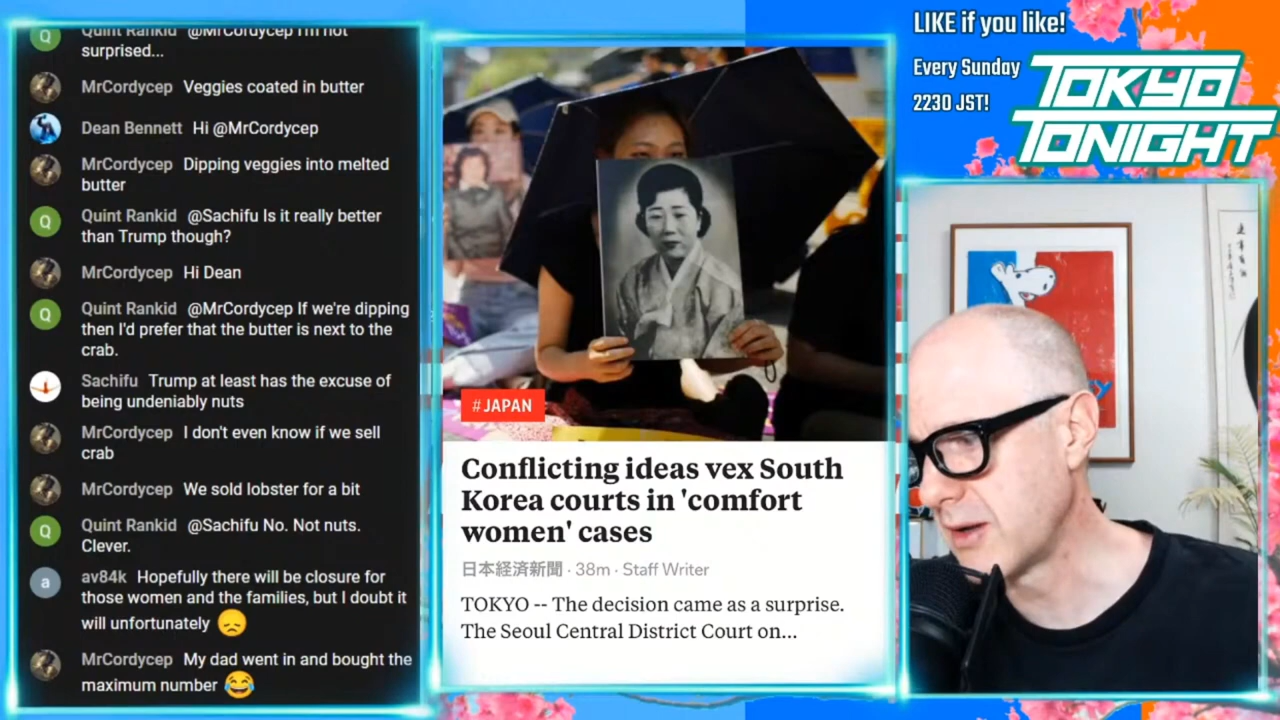 Quint Rankid @MrCordycep I'm not
surprised...
MrCordycep Veggies coated in butter
Dean Bennett Hi @MrCordycep
MrCordycep Dipping veggies into melted
butter
Quint Rankid @Sachifu Is it really better
than Trump though?
MrCordycep Hi Dean
Quint Rankid @MrCordycep If we're dipping
then I'd prefer that the butter is next to the
crab.
Sachifu Trump at least has the excuse of
being undeniably nuts
MrCordycep I don't even know if we sell
crab
MrCordycep We sold lobster for a bit
Quint Rankid @Sachifu No. Not nuts.
Clever.
av84k Hopefully there will be closure for
those women and the families, but I doubt it
will unfortunately 😞
MrCordycep My dad went in and bought the
maximum number 😂
Q
Q
Q
Q
a
#JAPAN
Conflicting ideas vex South
Korea courts in 'comfort
women' cases
日本経済新聞 · 38m · Staff Writer
TOKYO -- The decision came as a surprise.
The Seoul Central District Court on...
LIKE if you like!
Every Sunday
2230 JST!
TOKYO
TONIGHT